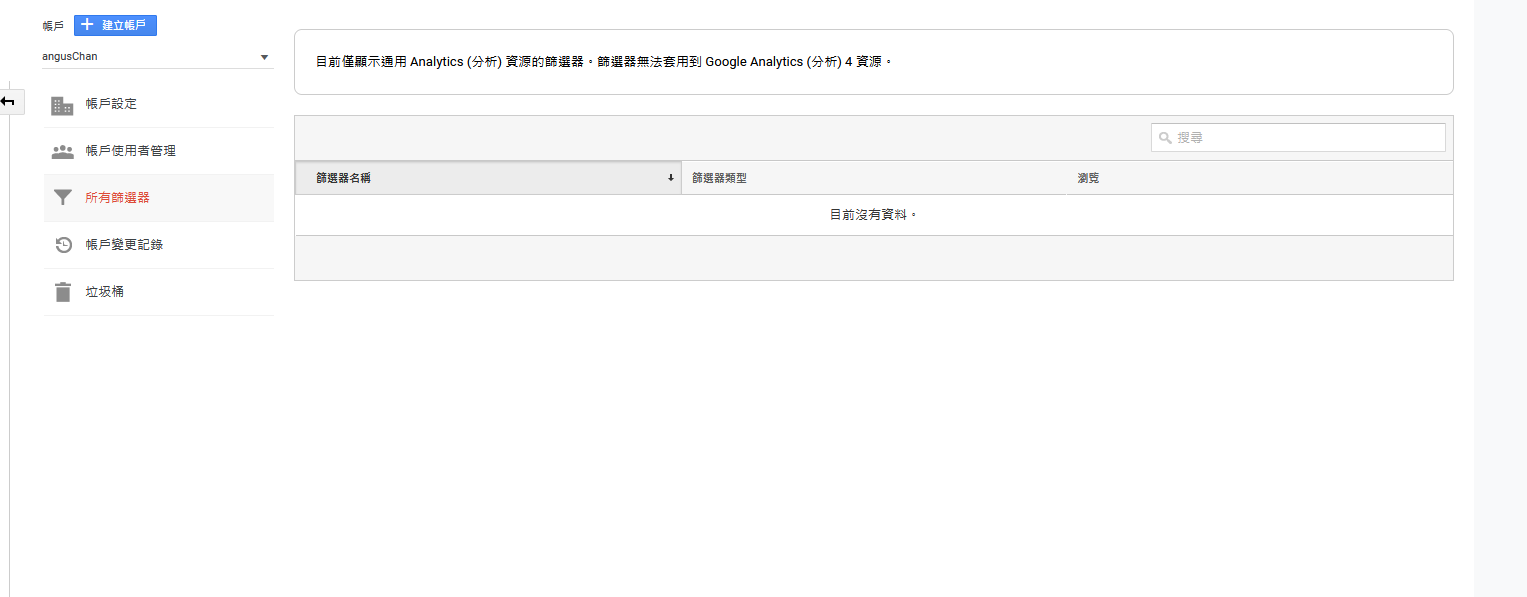 帳戶
建立帳戶
angusChan
帳戶設定
帳戶使用者管理
所有篩選器
帳戶變更記錄
垃圾桶
目前僅顯示通用 Analytics (分析) 資源的篩選器。篩選器無法套用到 Google Analytics (分析) 4 資源。
搜尋
篩選器名稱
篩選器類型
瀏覽
目前沒有資料。